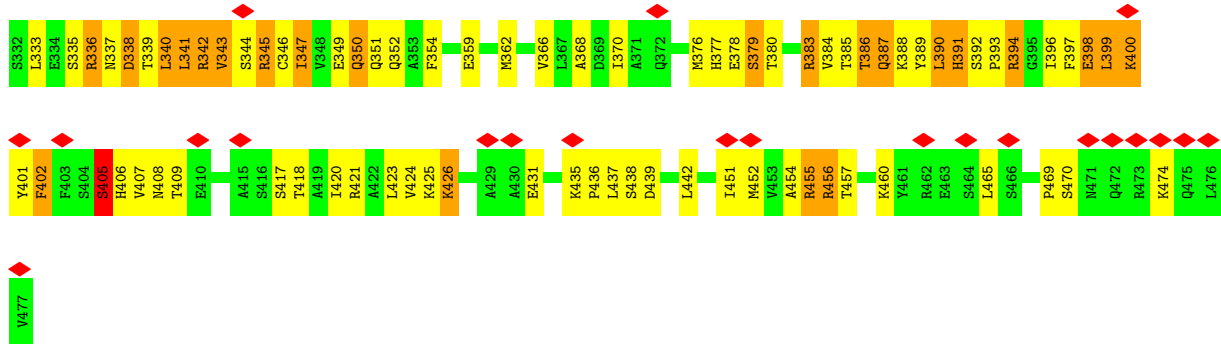 S332 L333 E334 S335 R336 N337 D338 T339 L340 L341 R342 V343 S344 R345 C346 I347 V348 E349 Q350 Q351 Q352 A353 F354 E359 M362 V366 L367 A368 D369 I370 A371 Q372 M376 H377 E378 S379 T380 R383 V384 T385 T386 Q387 K388 Y389 L390 H391 S392 P393 R394 G395 I396 F397 E398 L399 K400
Y401 F402 F403 S404 S405 H406 V407 N408 T409 E410 A415 S416 S417 T418 A419 I420 R421 A422 L423 V424 K425 K426 A429 A430 E431 K435 P436 L437 S438 D439 L442 I451 M452 V453 A454 R455 R456 T457 K460 Y461 R462 E463 S464 L465 S466 P469 S470 N471 Q472 R473 K474 Q475 L476
V477